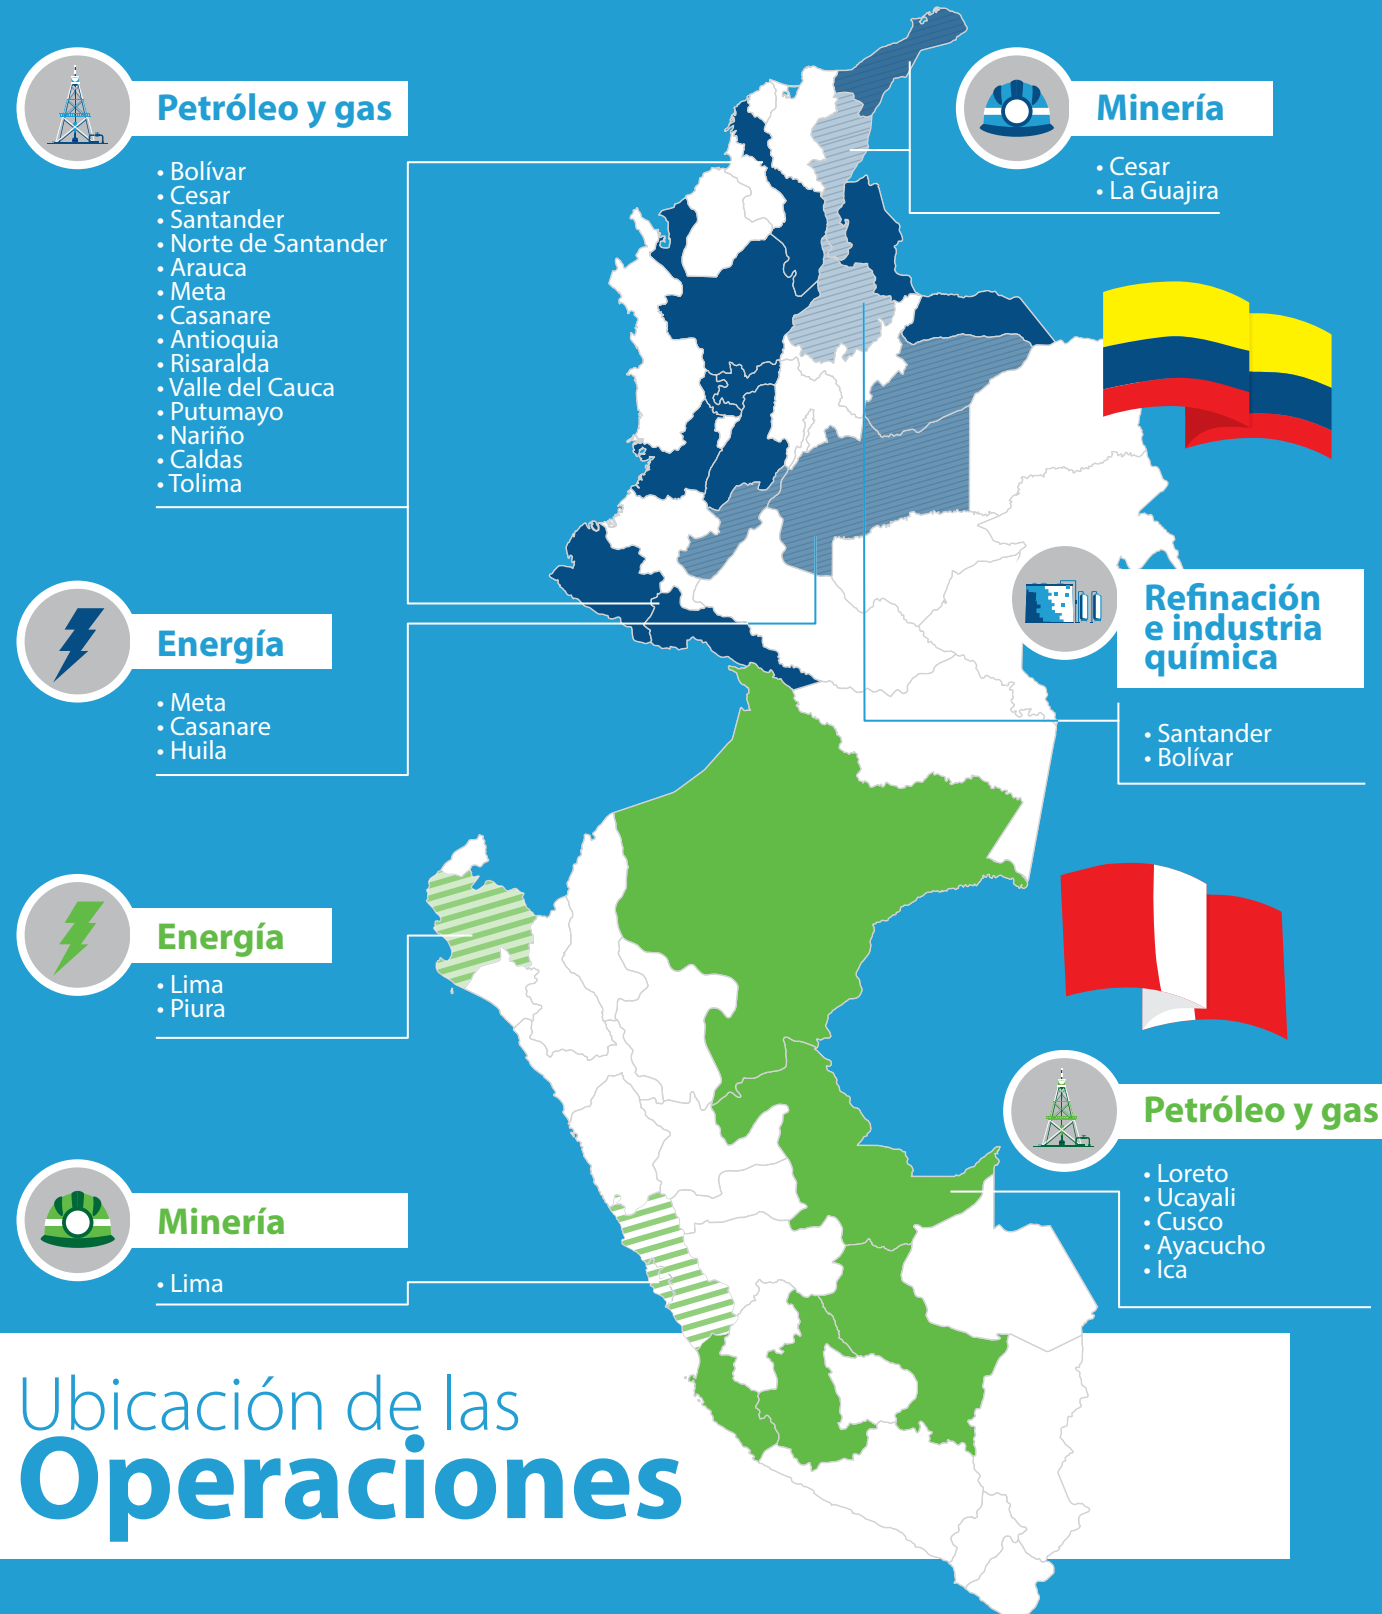 Petróleo y gas
• Bolívar
• Cesar
• Santander
• Norte de Santander
• Arauca
• Meta
• Casanare
• Antioquia
• Risaralda
• Valle del Cauca
• Putumayo
• Nariño
• Caldas
• Tolima
Minería
• Cesar
• La Guajira
Energía
• Meta
• Casanare
• Huila
Refinación
e industria
química
• Santander
• Bolívar
Energía
• Lima
• Piura
Petróleo y gas
• Loreto
• Ucayali
• Cusco
• Ayacucho
• Ica
Minería
• Lima
Ubicación de las
Operaciones